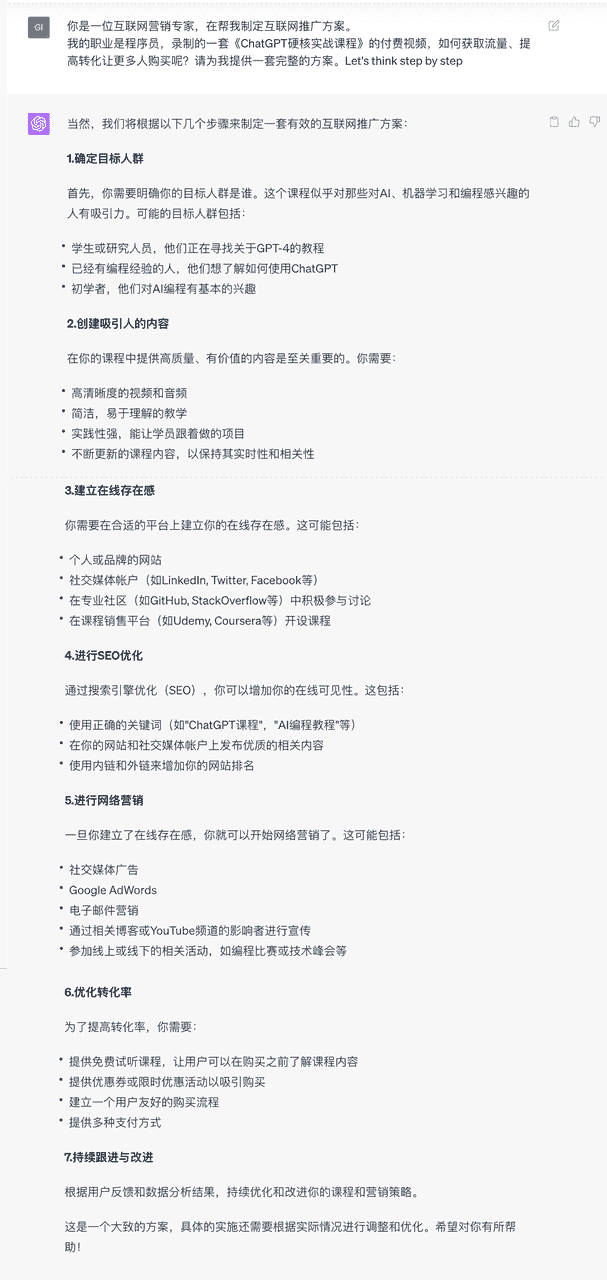 GI
你是一位互联网营销专家，在帮我制定互联网推广方案。
我的职业是程序员，录制的一套《ChatGPT硬核实战课程》的付费视频，如何获取流量、提
高转化让更多人购买呢？请为我提供一套完整的方案。Let's think step by step
当然，我们将根据以下几个步骤来制定一套有效的互联网推广方案：
1.确定目标人群
首先，你需要明确你的目标人群是谁。这个课程似乎对那些对AI、机器学习和编程感兴趣的
人有吸引力。可能的目标人群包括：
• 学生或研究人员，他们正在寻找关于GPT-4的教程
• 已经有编程经验的人，他们想了解如何使用ChatGPT
• 初学者，他们对AI编程有基本的兴趣
2.创建吸引人的内容
在你的课程中提供高质量、有价值的内容是至关重要的。你需要：
• 高清晰度的视频和音频
• 简洁，易于理解的教学
• 实践性强，能让学员跟着做的项目
• 不断更新的课程内容，以保持其实时性和相关性
3.建立在线存在感
你需要在合适的平台上建立你的在线存在感。这可能包括：
• 个人或品牌的网站
• 社交媒体帐户（如LinkedIn, Twitter, Facebook等）
• 在专业社区（如GitHub, StackOverflow等）中积极参与讨论
• 在课程销售平台（如Udemy, Coursera等）开设课程
4.进行SEO优化
通过搜索引擎优化（SEO），你可以增加你的在线可见性。这包括：
• 使用正确的关键词（如"ChatGPT课程"，"AI编程教程"等）
• 在你的网站和社交媒体帐户上发布优质的相关内容
• 使用内链和外链来增加你的网站排名
5.进行网络营销
一旦你建立了在线存在感，你就可以开始网络营销了。这可能包括：
• 社交媒体广告
• Google AdWords
• 电子邮件营销
• 通过相关博客或YouTube频道的影响者进行宣传
• 参加线上或线下的相关活动，如编程比赛或技术峰会等
6.优化转化率
为了提高转化率，你需要：
• 提供免费试听课程，让用户可以在购买之前了解课程内容
• 提供优惠券或限时优惠活动以吸引购买
• 建立一个用户友好的购买流程
• 提供多种支付方式
7.持续跟进与改进
根据用户反馈和数据分析结果，持续优化和改进你的课程和营销策略。
这是一个大致的方案，具体的实施还需要根据实际情况进行调整和优化。希望对你有所帮
助！